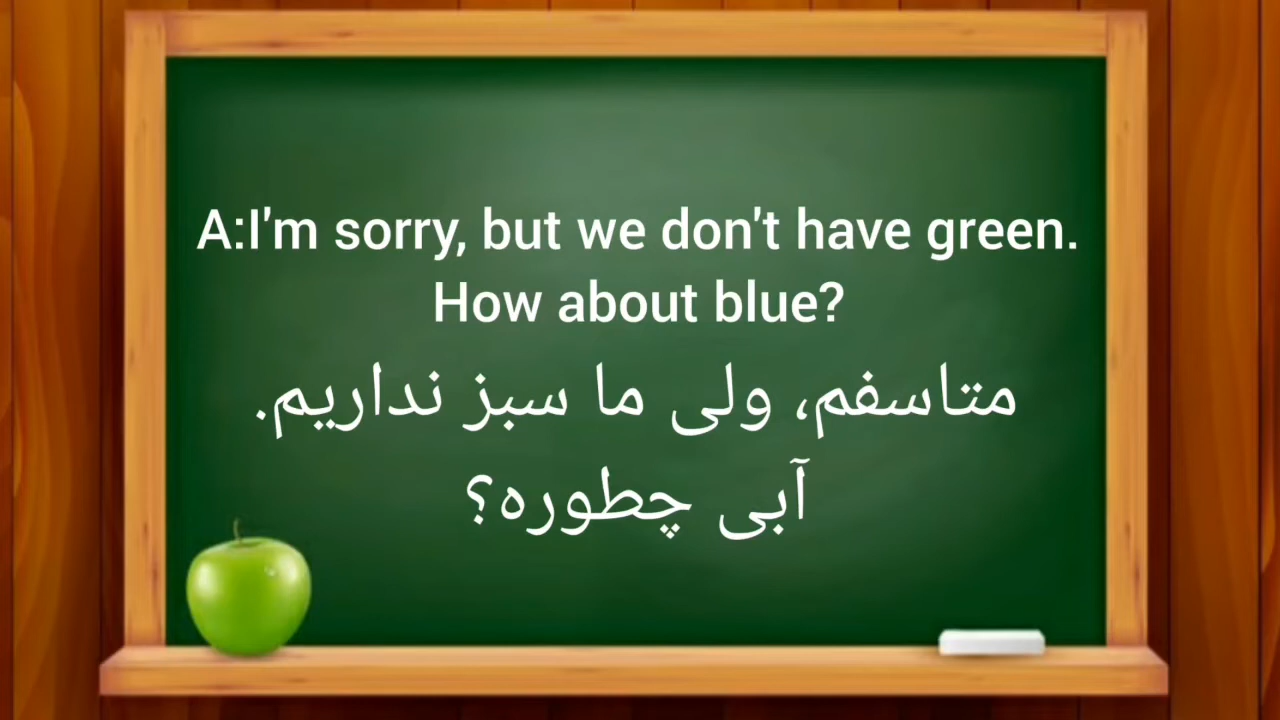 A:I'm sorry, but we don't have green.
How about blue?
متاسفم، ولی ما سبز نداریم.
آبی چطوره؟